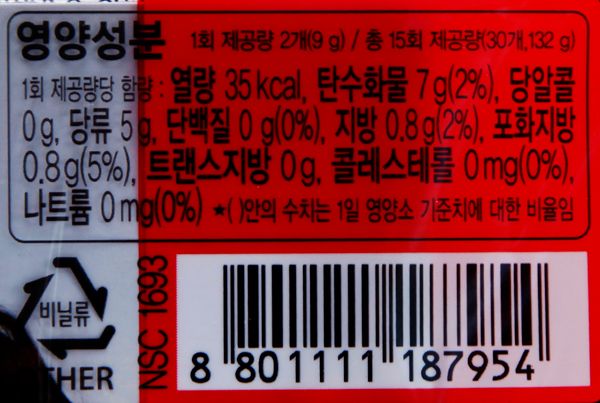 영양성분 1회 제공량 2개(9 g) / 총 15회 제공량(30개,132 g)
1회 제공량당 함량 : 열량 35 kcal, 탄수화물 7 g(2%), 당알콜
0 g, 당류 5 g, 단백질 0 g(0%), 지방 0.8 g(2%), 포화지방
0.8 g(5%), 트랜스지방 0 g, 콜레스테롤 0 mg(0%),
나트륨 0 mg(0%) ★( )안의 수치는 1일 영양소 기준치에 대한 비율임
비닐류
NSC 1693
8 801111 187954